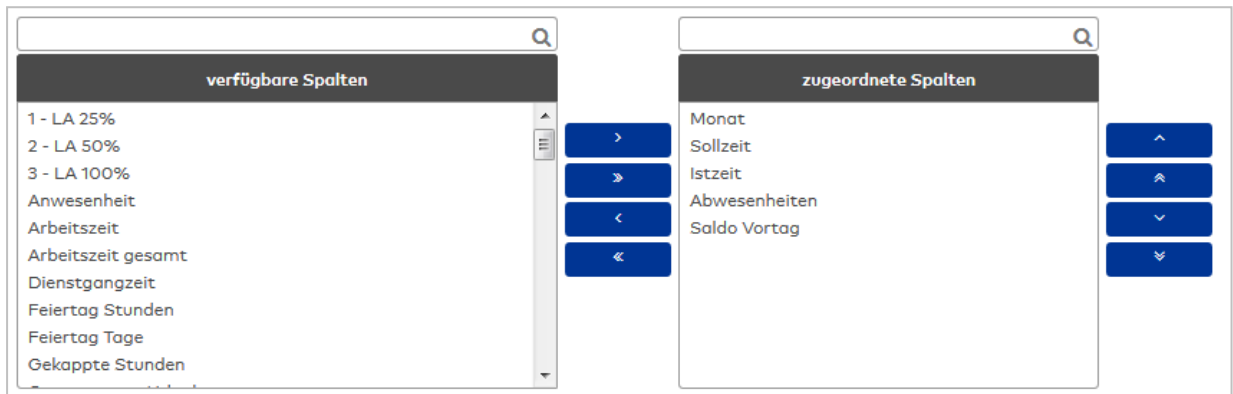 verfügbare Spalten
1 - LA 25%
2 - LA 50%
3 - LA 100%
Anwesenheit
Arbeitszeit
Arbeitszeit gesamt
Dienstgangzeit
Feiertag Stunden
Feiertag Tage
Gekappte Stunden
zugeordnete Spalten
Monat
Sollzeit
Istzeit
Abwesenheiten
Saldo Vortag